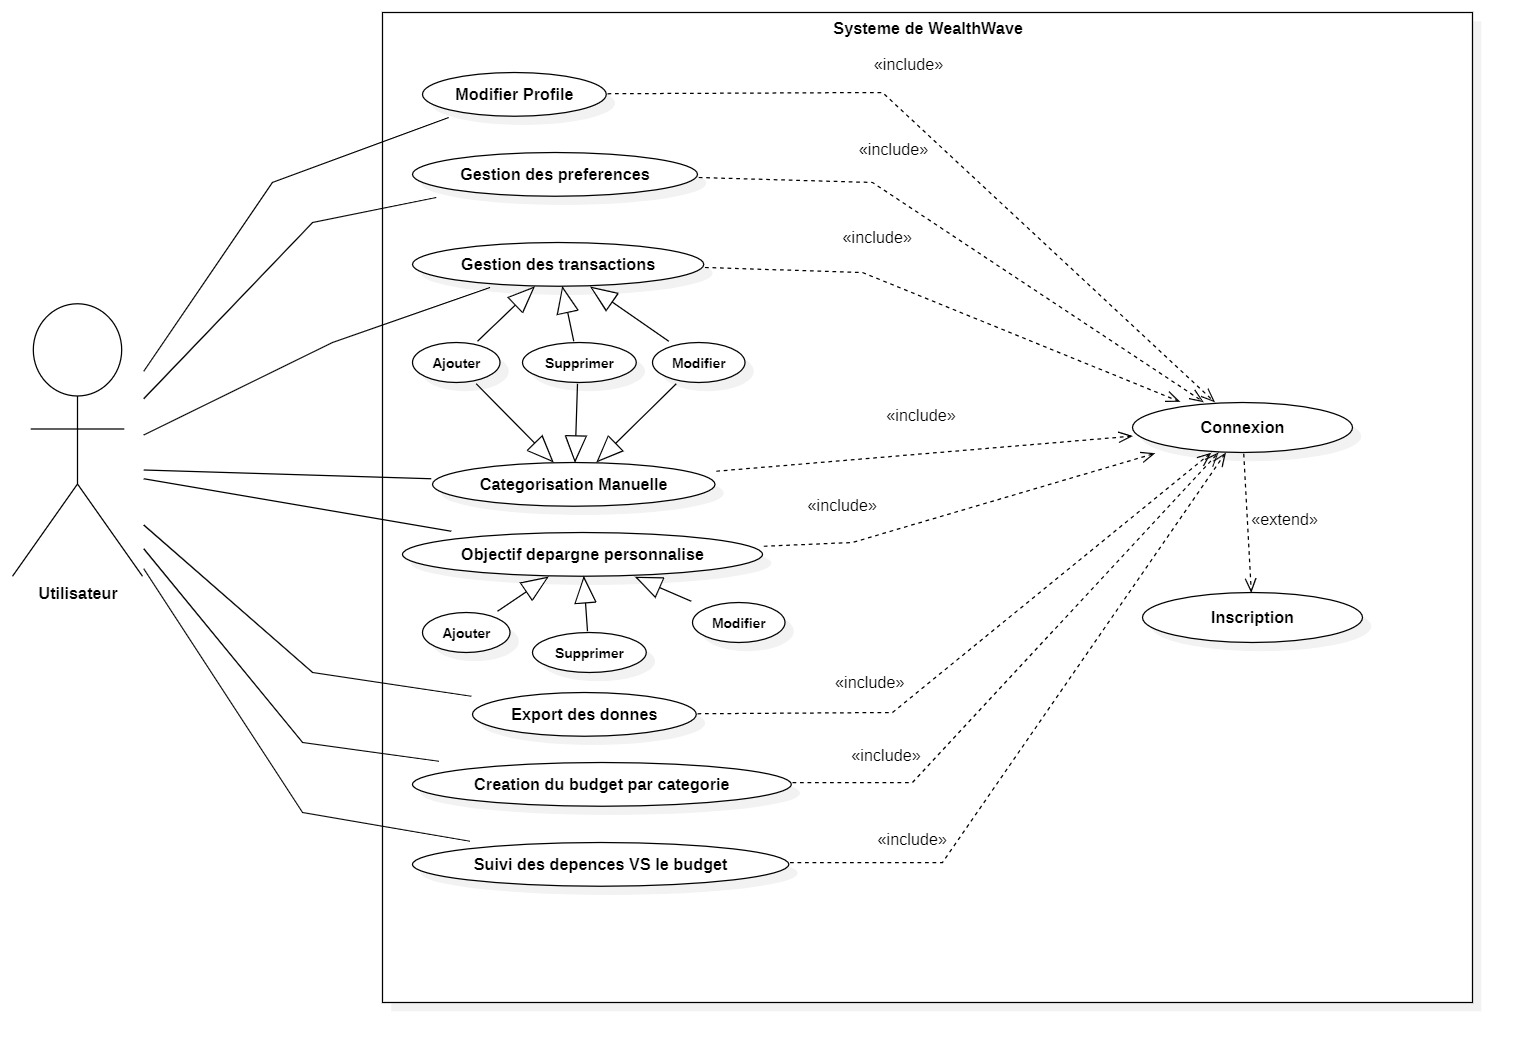 Systeme de WealthWave
«include»
Modifier Profile
«include»
Gestion des preferences
«include»
Gestion des transactions
Ajouter
Supprimer
Modifier
«include»
Connexion
Categorisation Manuelle
«include»
«extend»
Objectif depargne personnalise
Utilisateur
Ajouter
Supprimer
Modifier
Inscription
«include»
Export des donnes
«include»
Creation du budget par categorie
«include»
Suivi des depences VS le budget